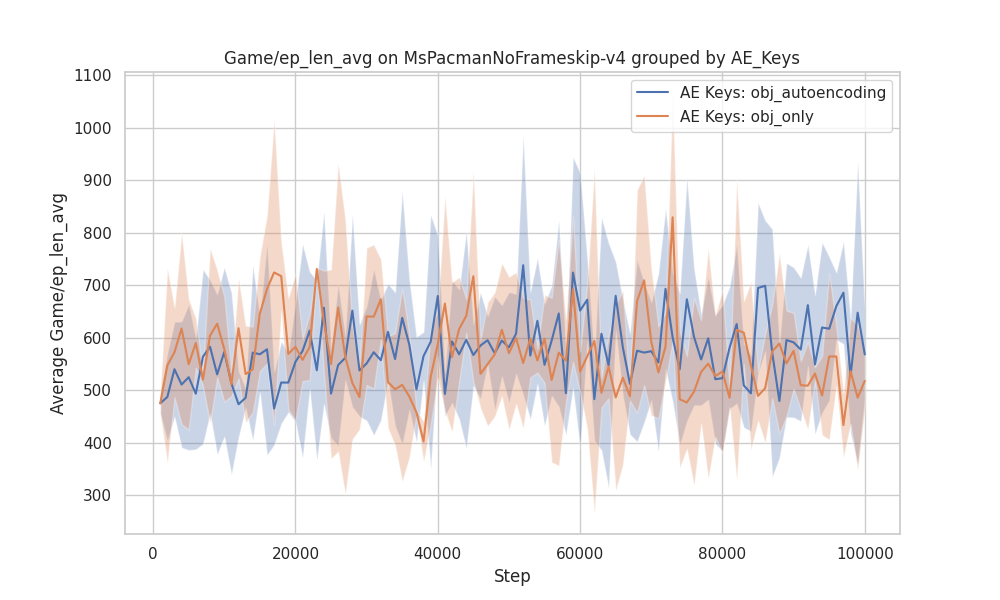 Game/ep_len_avg on MsPacmanNoFrameskip-v4 grouped by AE_Keys
AE Keys: obj_autoencoding
AE Keys: obj_only
Average Game/ep_len_avg
1100
1000
900
800
700
600
500
400
300
0 20000 40000 60000 80000 100000
Step